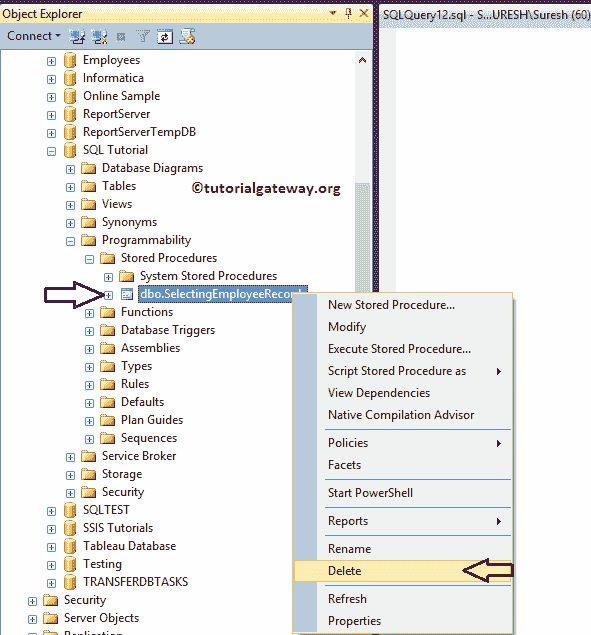 Object Explorer
SQLQuery12.sql - S...URESH\Suresh (60)
Connect
Employees
Informatica
Online Sample
ReportServer
ReportServerTempDB
SQL Tutorial
Database Diagrams
Tables
©tutorialgateway.org
Views
Synonyms
Programmability
Stored Procedures
System Stored Procedures
dbo.SelectingEmployeeRecord
Functions
Database Triggers
Assemblies
Types
Rules
Defaults
Plan Guides
Sequences
Service Broker
Storage
Security
SQLTEST
SSIS Tutorials
Tableau Database
Testing
TRANSFERDBTASKS
Security
Server Objects
Replication
New Stored Procedure...
Modify
Execute Stored Procedure...
Script Stored Procedure as
View Dependencies
Native Compilation Advisor
Policies
Facets
Start PowerShell
Reports
Rename
Delete
Refresh
Properties